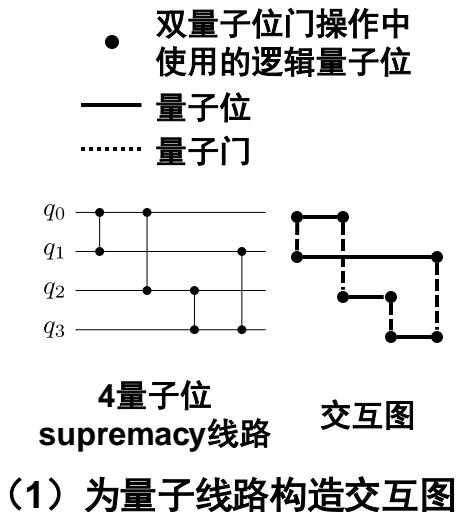 双量子位门操作中
使用的逻辑量子位
量子位
量子门
q0
q1
q2
q3
4量子位
supremacy线路
交互图
（1）为量子线路构造交互图